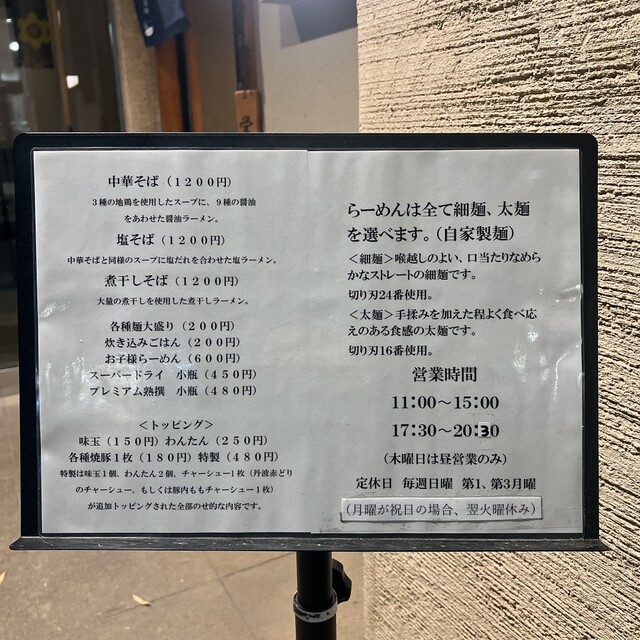 中華そば（１２００円）
３種の地鶏を使用したスープに、９種の醤油
をあわせた醤油ラーメン。
塩そば（１２００円）
中華そばと同様のスープに塩だれを合わせた塩ラーメン。
煮干しそば（１２００円）
大量の煮干しを使用した煮干しラーメン。
各種麺大盛り（２００円）
炊き込みごはん（２００円）
お子様らーめん（６００円）
スーパードライ　小瓶（４５０円）
プレミアム熟撰　小瓶（４８０円）
＜トッピング＞
味玉（１５０円）わんたん（２５０円）
各種焼豚１枚（１８０円）特製（４８０円）
特製は味玉１個、わんたん２個、チャーシュー１枚（丹波赤どり
のチャーシュー、もしくは豚内ももチャーシュー１枚）
が追加トッピングされた全部のせ的な内容です。
らーめんは全て細麺、太麺
を選べます。（自家製麺）
＜細麺＞喉越しのよい、口当たりなめら
かなストレートの細麺です。
切り刃24番使用。
＜太麺＞手揉みを加えた程よく食べ応
えのある食感の太麺です。
切り刃16番使用。
営業時間
11：00～15：00
17：30～20：30
（木曜日は昼営業のみ）
定休日　毎週日曜　第1、第3月曜
（月曜が祝日の場合、翌火曜休み）